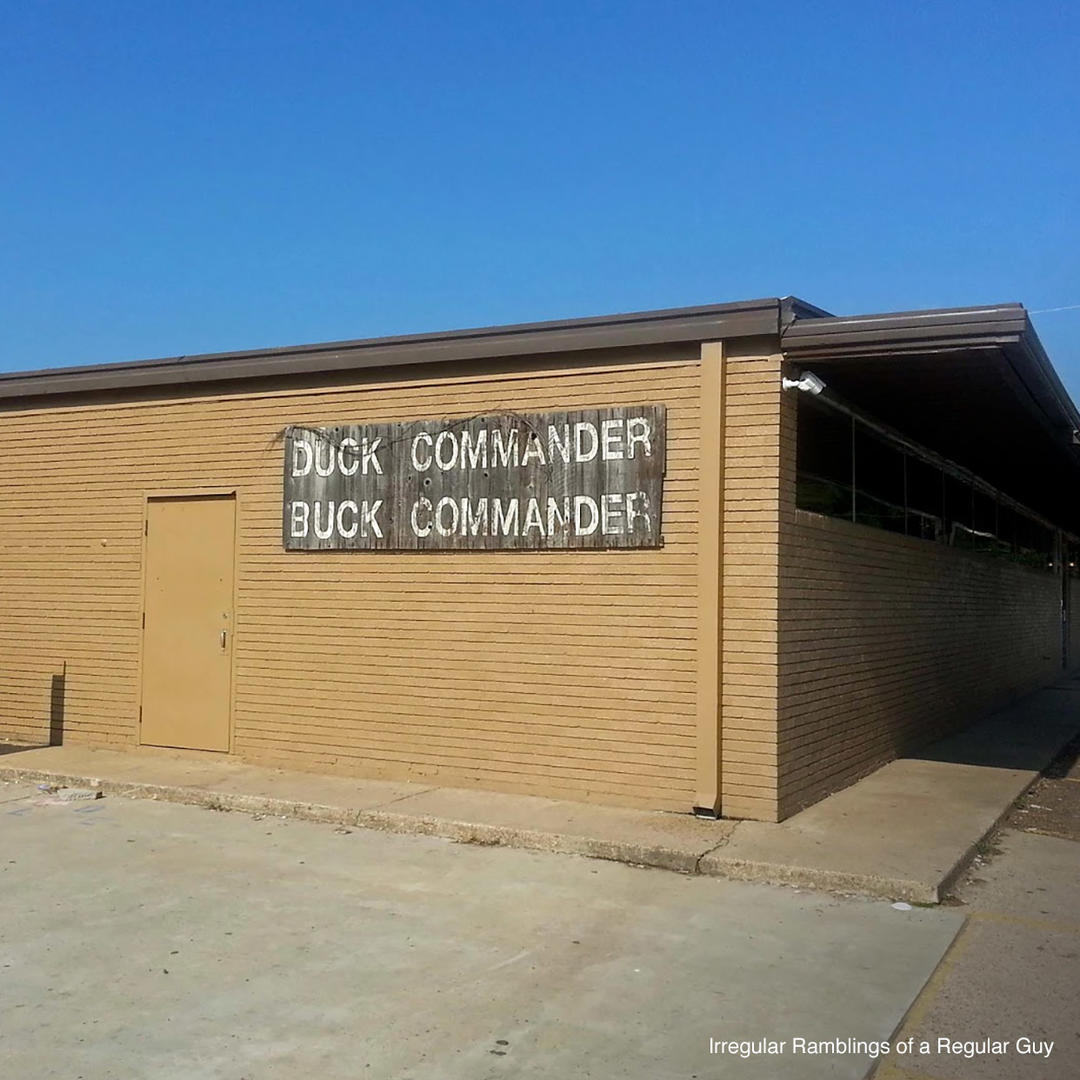 DUCK COMMANDER
BUCK COMMANDER
Irregular Ramblings of a Regular Guy